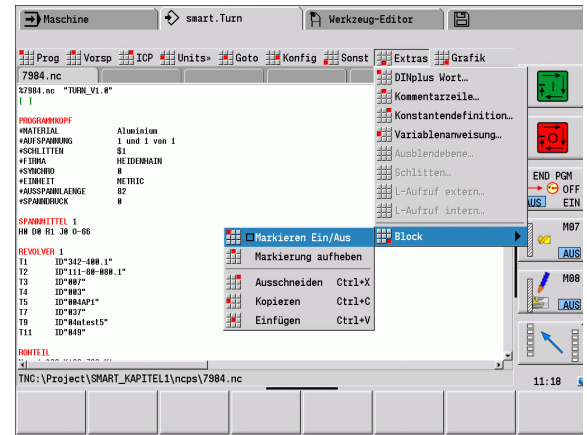 Maschine smart.Turn Werkzeug-Editor
Prog Vorsp ICP Units» Goto Konfig Sonst Extras Grafik
7984.nc
%7984.nc "TURN_V1.0"
[ ]
PROGRAMMKOPF
#MATERIAL Aluminium
#AUFSPANNUNG 1 und 1 von 1
#SCHLITTEN $1
#FIRMA HEIDENHAIN
#SYNCHRO 0
#EINHEIT METRIC
#AUSSPANNLAENGE 82
#SPANNDRUCK 0
SPANNMITTEL 1
H0 D0 R1 J0 O-66
REVOLVER 1
T1 ID"342-400.1"
T2 ID"111-80-080.1"
T3 ID"007"
T4 ID"003"
T5 ID"004AP1"
T7 ID"037"
T9 ID"04mtest5"
T11 ID"049"
ROHTEIL
DINplus Wort…
Kommentarzeile…
Konstantendefinition…
Variablenanweisung…
Ausblendebene…
Schlitten…
L-Aufruf extern…
L-Aufruf intern…
Block
Markieren Ein/Aus
Markierung aufheben
Ausschneiden Ctrl+X
Kopieren Ctrl+C
Einfügen Ctrl+V
1
0
END PGM
OFF
AUS EIN
M07
AUS
M08
AUS
TNC:\Project\SMART_KAPITEL1\ncps\7984.nc
11:18